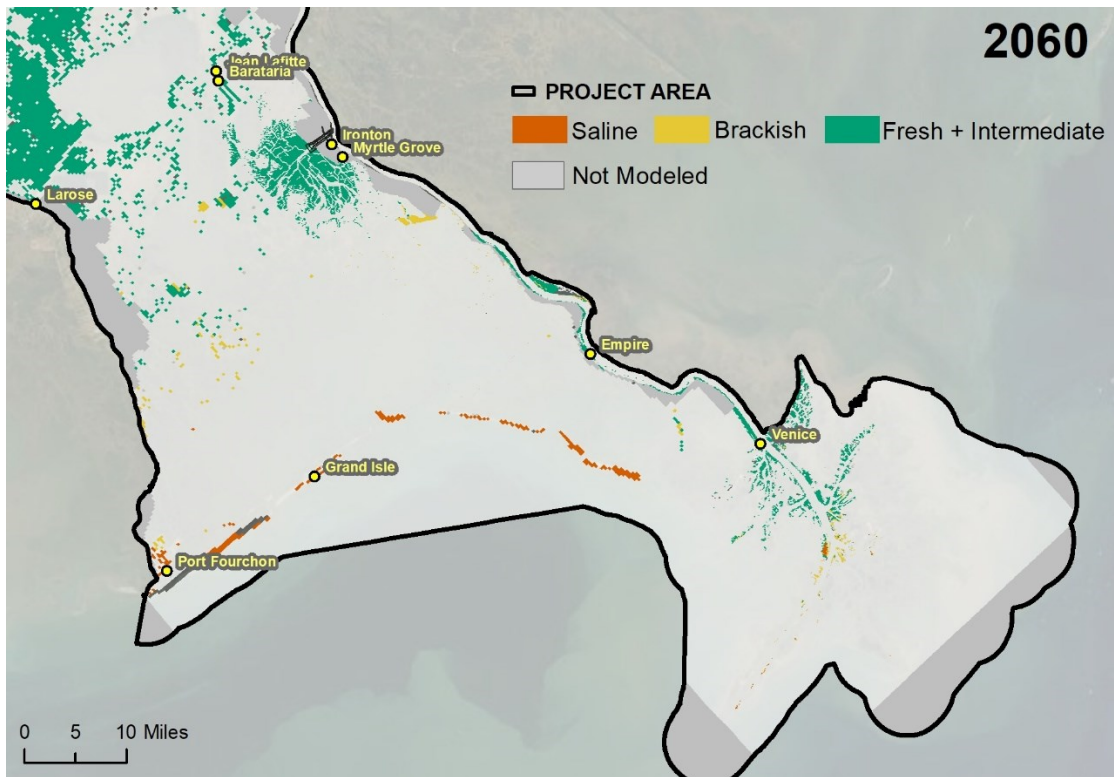 2060
PROJECT AREA
Saline Brackish Fresh + Intermediate
Not Modeled
Jean Lafitte
Barataria
Ironton
Myrtle Grove
Larose
Empire
Venice
Grand Isle
Port Fourchon
0 5 10 Miles